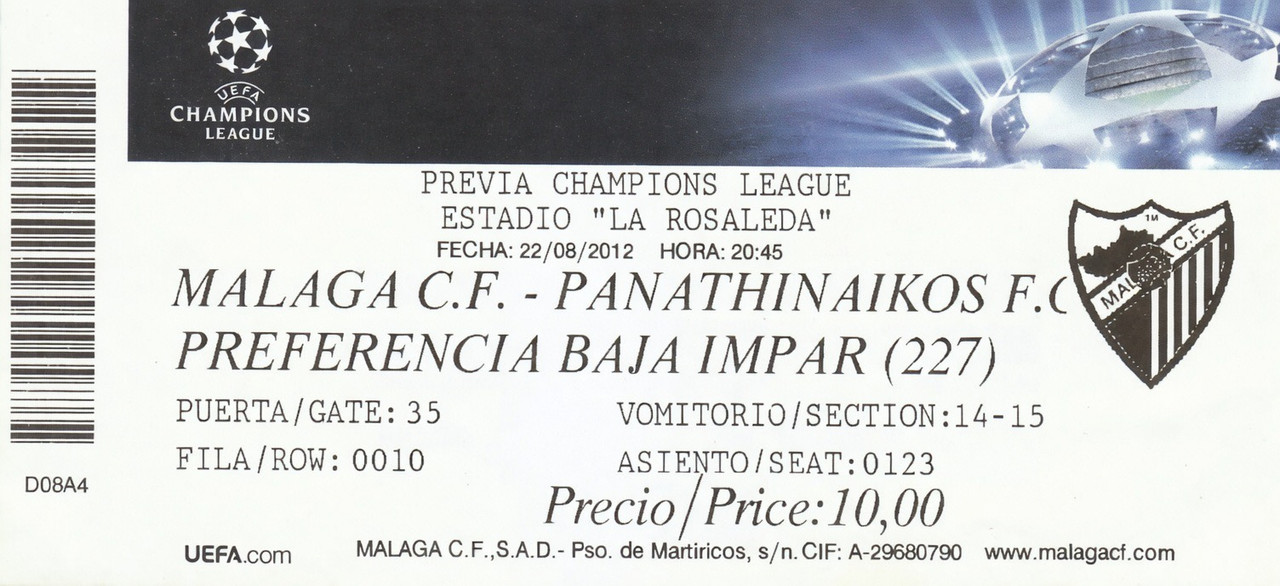 UEFA
CHAMPIONS
LEAGUE
PREVIA CHAMPIONS LEAGUE
ESTADIO "LA ROSALEDA"
FECHA: 22/08/2012 HORA: 20:45
MALAGA C.F. - PANATHINAIKOS F.C
MALAGA C.F.
PREFERENCIA BAJA IMPAR (227)
PUERTA/GATE: 35 VOMITORIO/SECTION:14-15
FILA/ROW: 0010 ASIENTO/SEAT:0123
D08A4
Precio/Price:10,00
UEFA.com MALAGA C.F.,S.A.D.- Pso. de Martiricos, s/n. CIF: A-29680790 www.malagacf.com